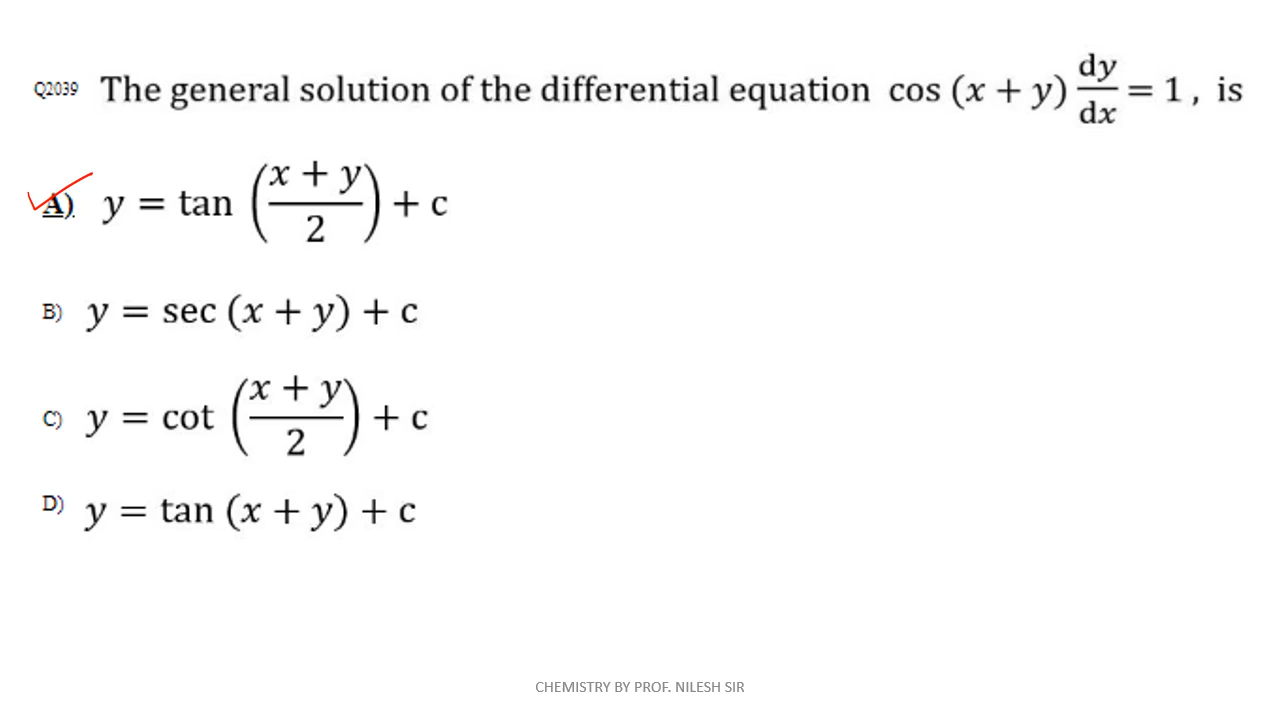 Q2039 The general solution of the differential equation cos (x + y) dy/dx = 1 , is
A) y = tan ((x + y)/2) + c
B) y = sec (x + y) + c
C) y = cot ((x + y)/2) + c
D) y = tan (x + y) + c
CHEMISTRY BY PROF. NILESH SIR